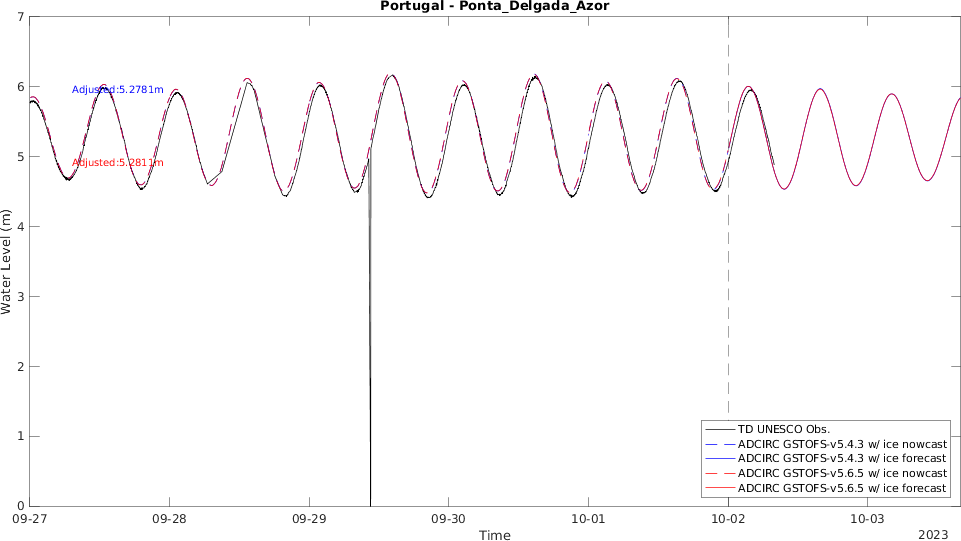 Portugal - Ponta_Delgada_Azor
7
6
5
4
3
2
1
0
Water Level (m)
Adjusted:5.2781m
Adjusted:5.2811m
TD UNESCO Obs.
ADCIRC GSTOFS-v5.4.3 w/ ice nowcast
ADCIRC GSTOFS-v5.4.3 w/ ice forecast
ADCIRC GSTOFS-v5.6.5 w/ ice nowcast
ADCIRC GSTOFS-v5.6.5 w/ ice forecast
09-27 09-28 09-29 09-30 10-01 10-02 10-03
Time
2023